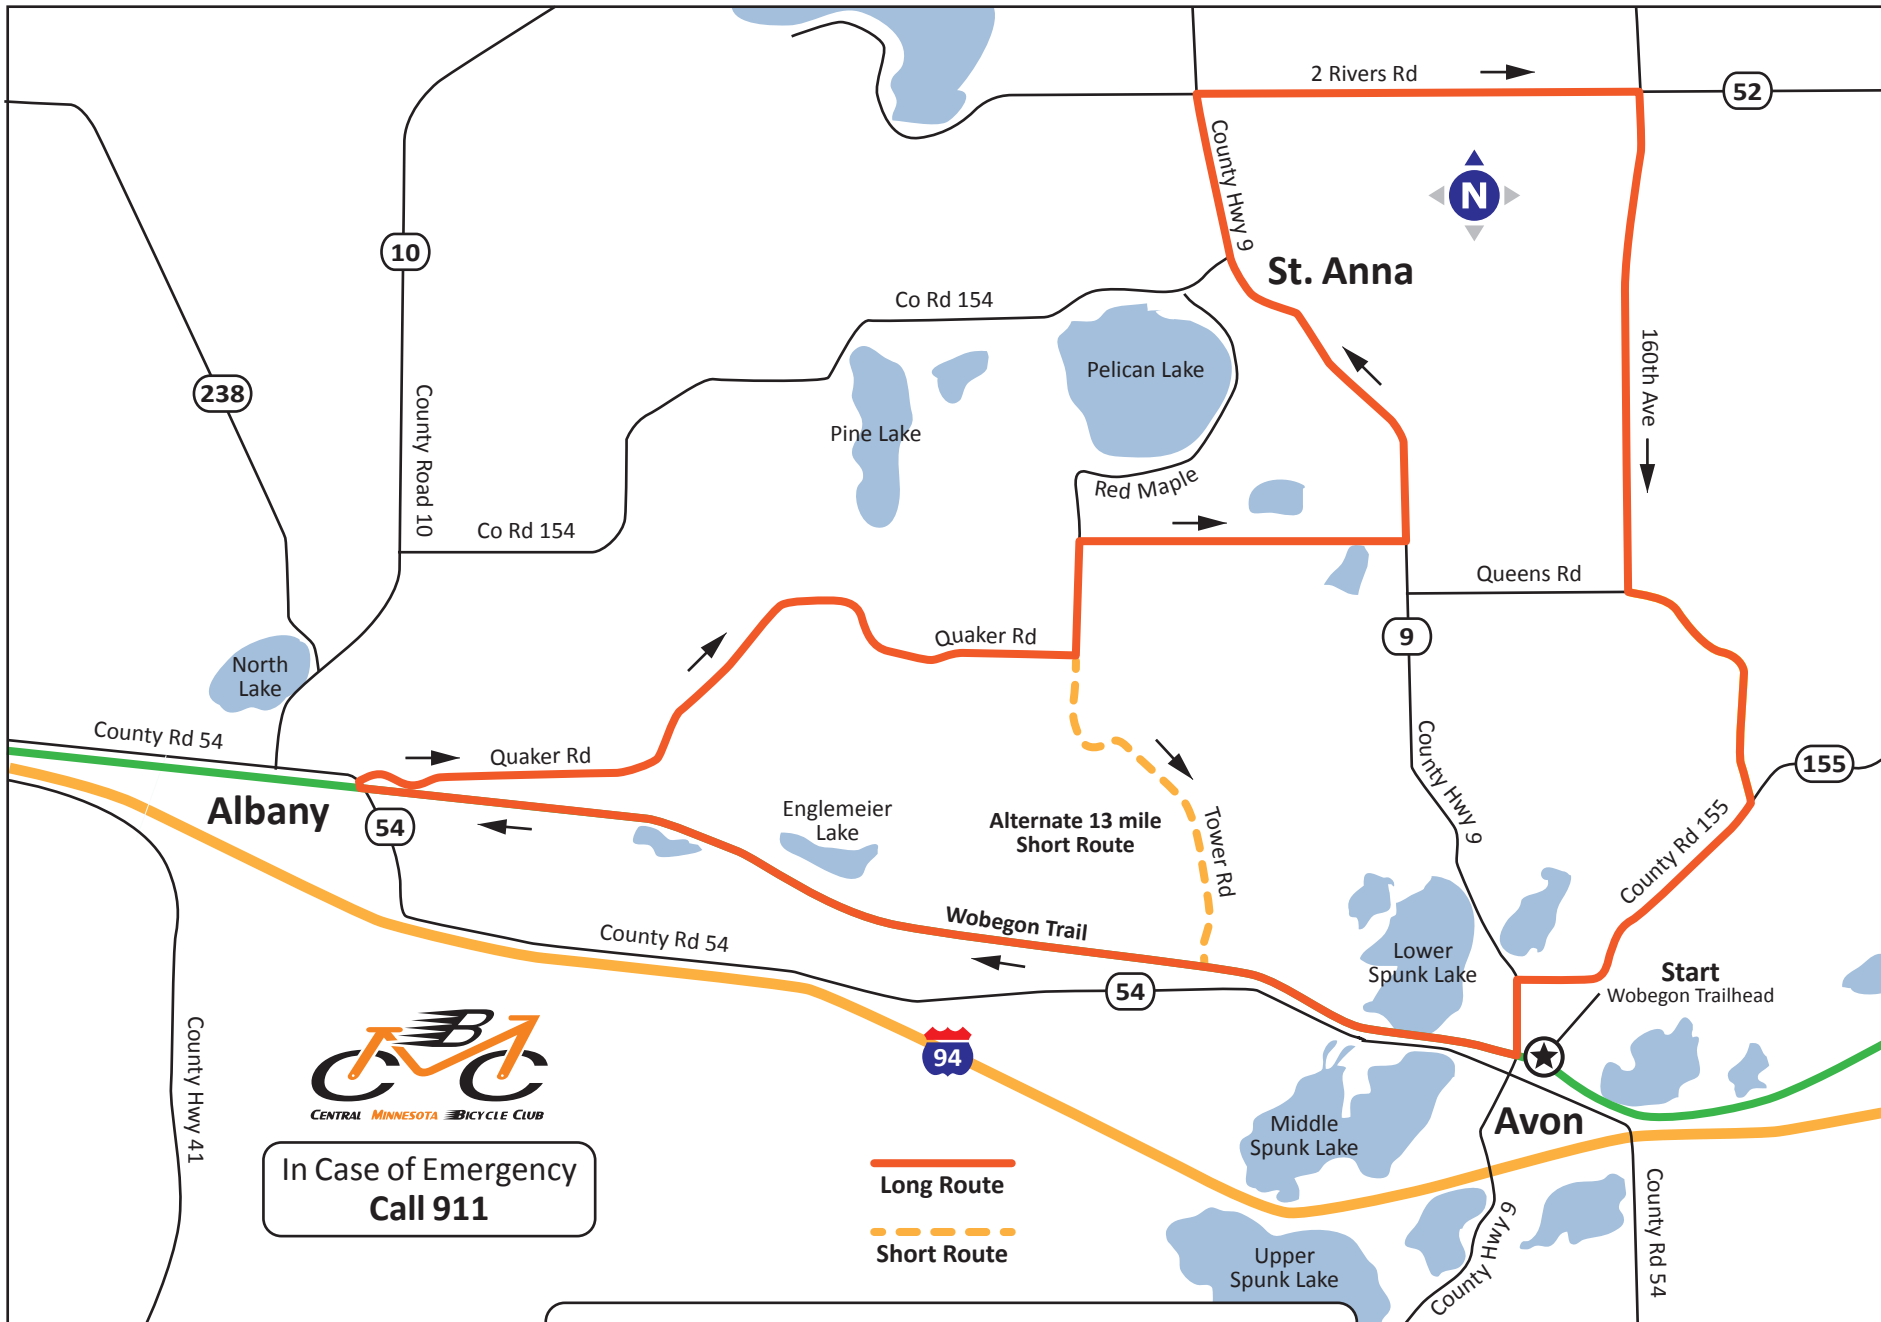 2 Rivers Rd
52
County Hwy 9
N
10
St. Anna
Co Rd 154
160th Ave
Pelican Lake
238
County Road 10
Pine Lake
Red Maple
Co Rd 154
Queens Rd
Quaker Rd
9
North
Lake
County Rd 54
Quaker Rd
County Hwy 9
155
Albany
54
Englemeier
Lake
Alternate 13 mile
Short Route
Tower Rd
County Rd 155
Wobegon Trail
County Rd 54
Lower
Spunk Lake
Start
Wobegon Trailhead
54
County Hwy 41
94
B
CENTRAL MINNESOTA BICYCLE CLUB
Avon
Middle
Spunk Lake
In Case of Emergency
Call 911
Long Route
Short Route
County Hwy 9
County Rd 54
Upper
Spunk Lake